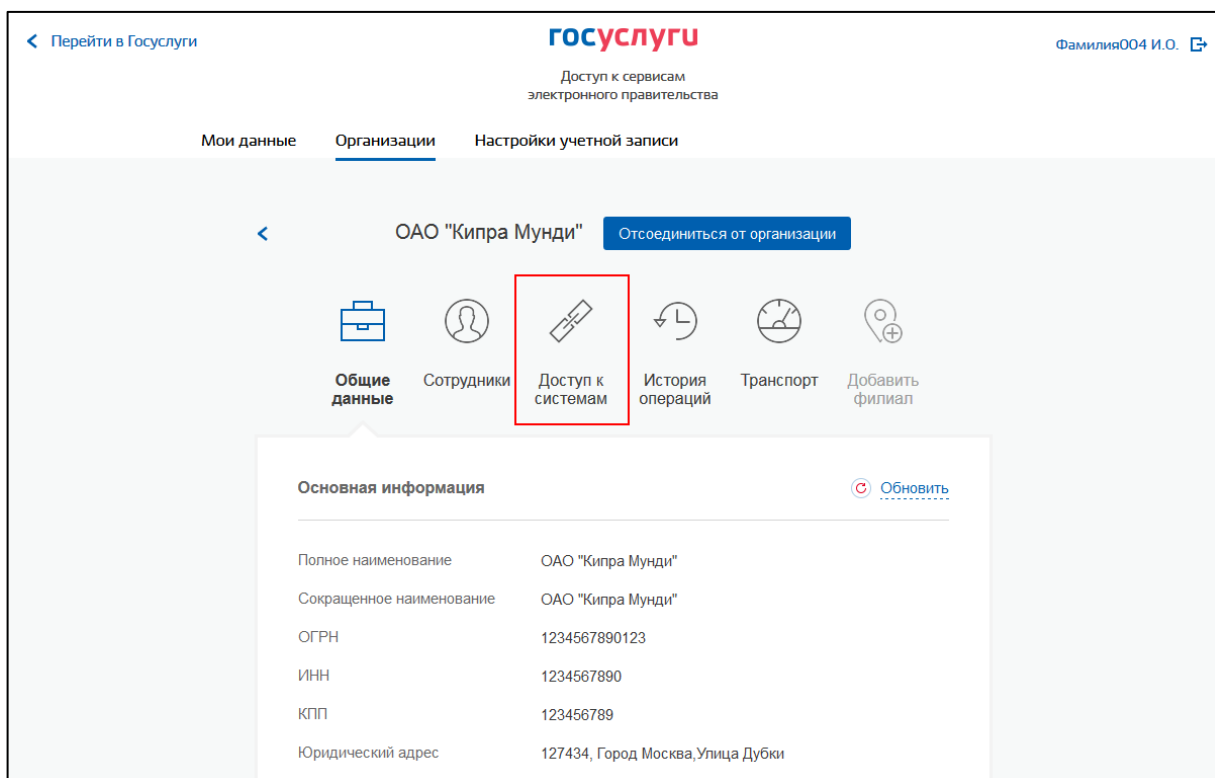 Перейти в Госуслуги
госуслуги
Фамилия004 И.О.
Доступ к сервисам
электронного правительства
Мои данные Организации Настройки учетной записи
ОАО "Кипра Мунди" Отсоединиться от организации
Общие данные
Сотрудники
Доступ к системам
История операций
Транспорт
Добавить филиал
Основная информация Обновить
Полное наименование ОАО "Кипра Мунди"
Сокращенное наименование ОАО "Кипра Мунди"
ОГРН 1234567890123
ИНН 1234567890
КПП 123456789
Юридический адрес 127434, Город Москва,Улица Дубки